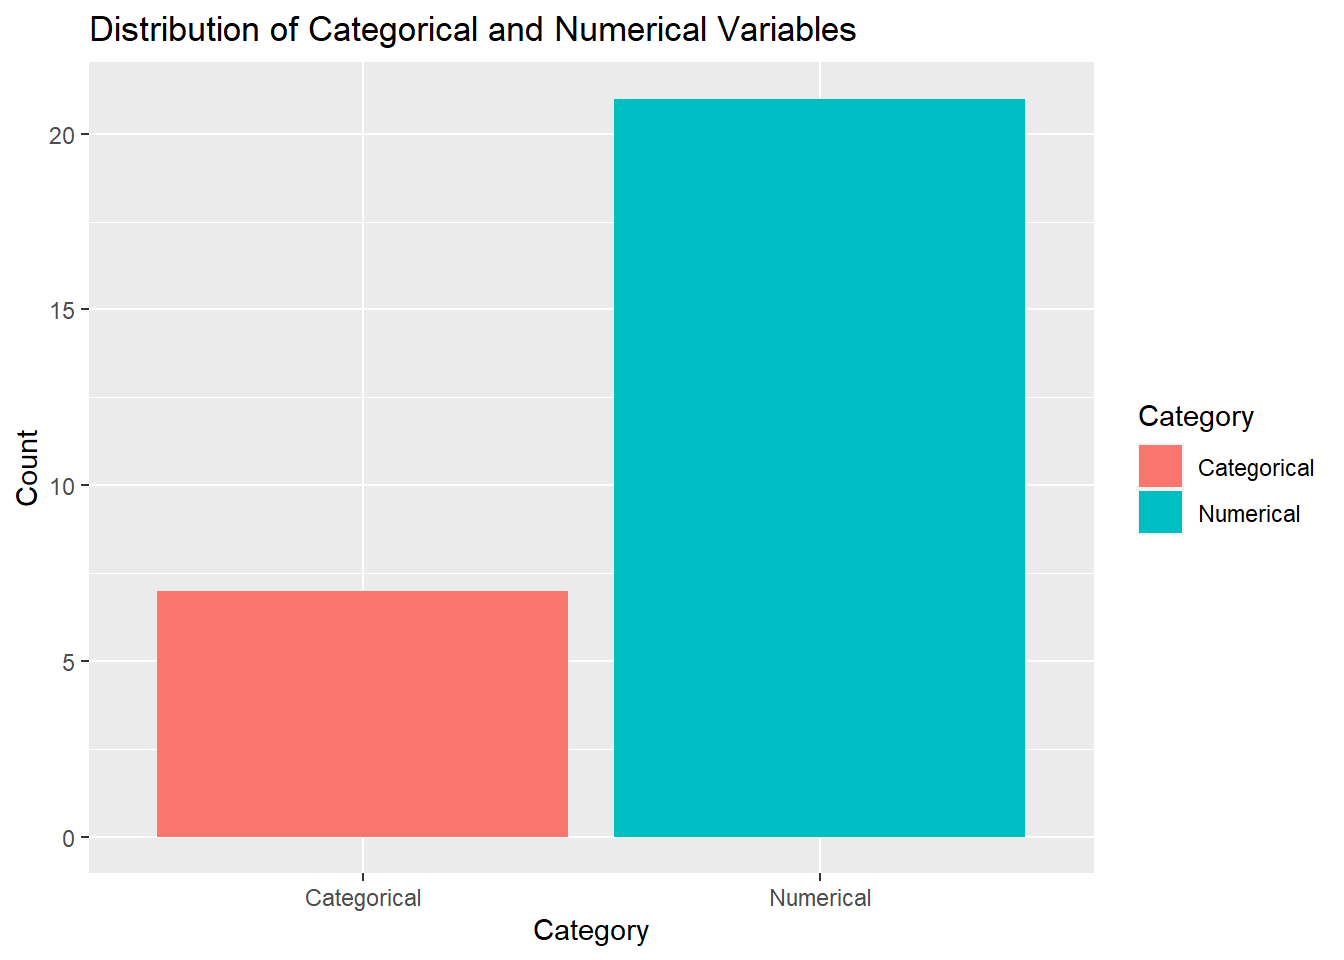 Distribution of Categorical and Numerical Variables
20
15
10
5
0
Count
Categorical
Numerical
Category
Category
Categorical
Numerical